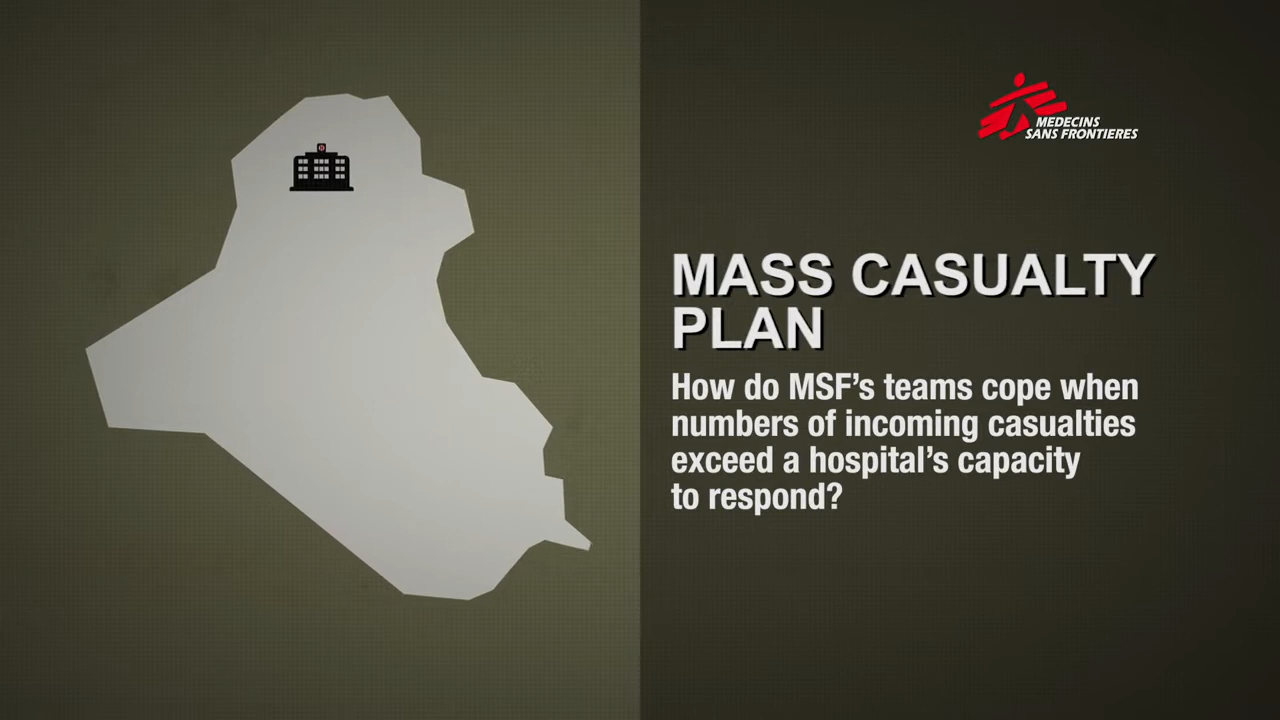 MEDECINS
SANS FRONTIERES
MASS CASUALTY
PLAN
How do MSF’s teams cope when
numbers of incoming casualties
exceed a hospital’s capacity
to respond?